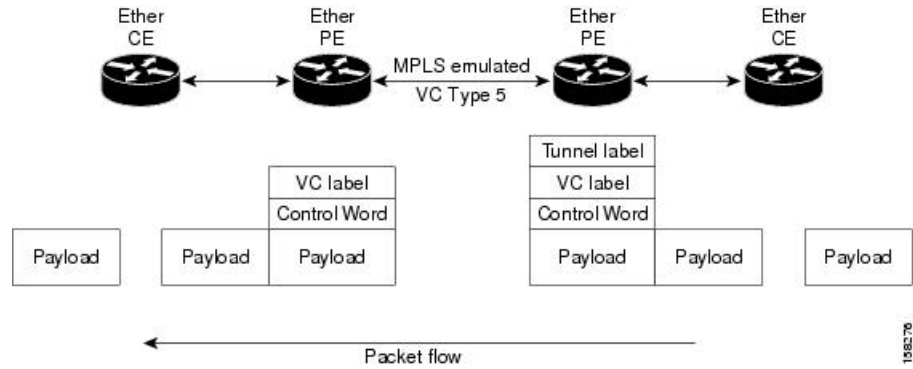 Ether
CE
Ether
PE
Ether
PE
Ether
CE
MPLS emulated
VC Type 5
Tunnel label
VC label
VC label
Control Word
Control Word
Payload
Payload
Payload
Payload
Payload
Payload
Packet flow
158276